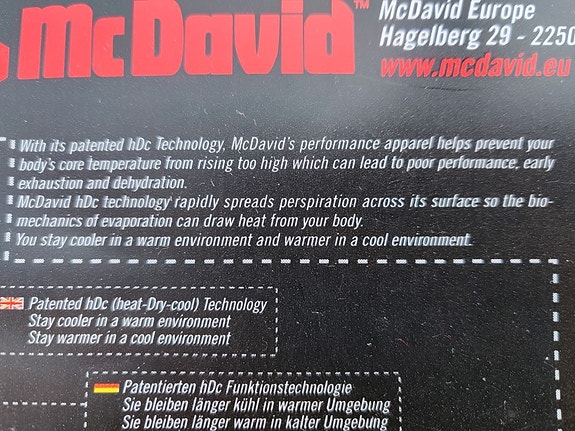 McDavid™
McDavid Europe
Hagelberg 29 - 2250
www.mcdavid.eu
With its patented hDc Technology, McDavid's performance apparel helps prevent your
body's core temperature from rising too high which can lead to poor performance, early
exhaustion and dehydration.
McDavid hDc technology rapidly spreads perspiration across its surface so the bio-
mechanics of evaporation can draw heat from your body.
You stay cooler in a warm environment and warmer in a cool environment.
Patented hDc (heat-Dry-cool) Technology
Stay cooler in a warm environment
Stay warmer in a cool environment
Patentierten hDc Funktionstechnologie
Sie bleiben länger kühl in warmer Umgebung
Sie bleiben länger warm in kalter Umgebung